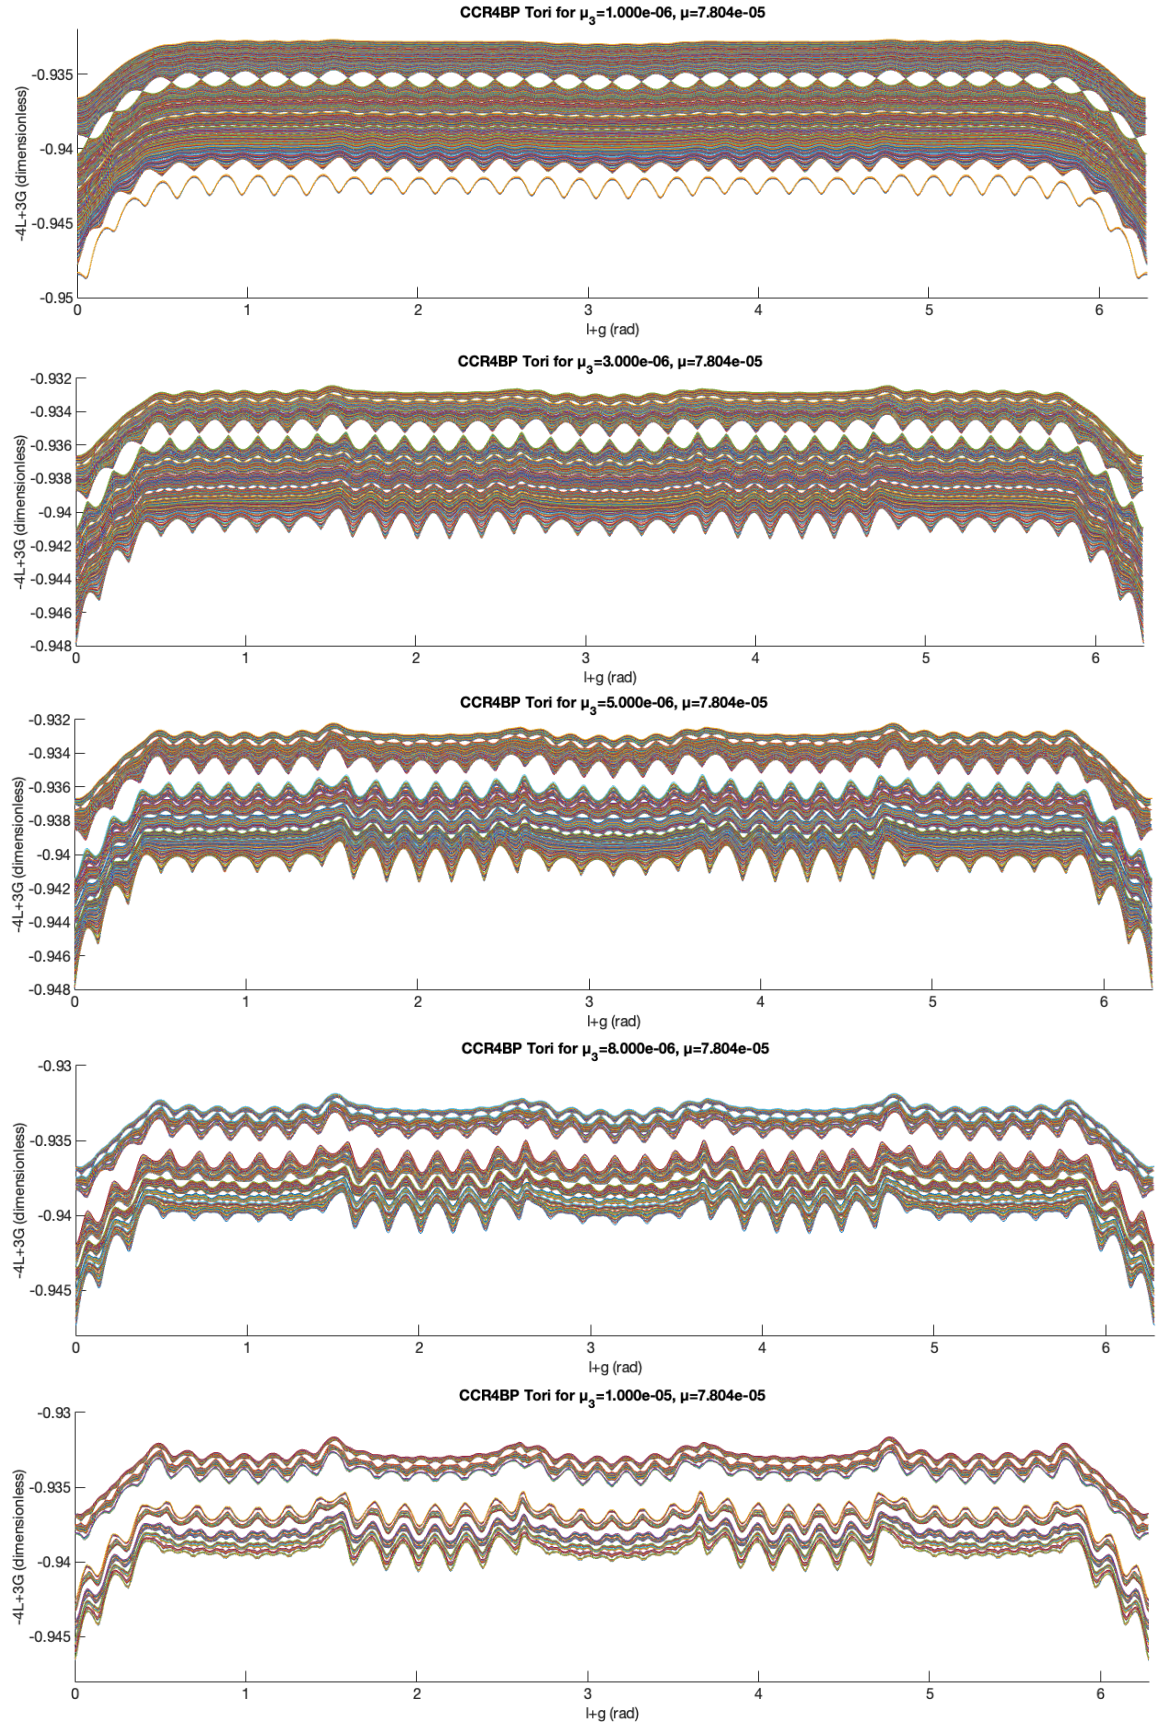 CCR4BP Tori for μ3=1.000e-06, μ=7.804e-05
-0.935
-0.94
-0.945
-0.95
-4L+3G (dimensionless)
0 1 2 3 4 5 6
l+g (rad)
CCR4BP Tori for μ3=3.000e-06, μ=7.804e-05
-0.932
-0.934
-0.936
-0.938
-0.94
-0.942
-0.944
-0.946
-0.948
-4L+3G (dimensionless)
0 1 2 3 4 5 6
l+g (rad)
CCR4BP Tori for μ3=5.000e-06, μ=7.804e-05
-0.932
-0.934
-0.936
-0.938
-0.94
-0.942
-0.944
-0.946
-0.948
-4L+3G (dimensionless)
0 1 2 3 4 5 6
l+g (rad)
CCR4BP Tori for μ3=8.000e-06, μ=7.804e-05
-0.93
-0.935
-0.94
-0.945
-4L+3G (dimensionless)
0 1 2 3 4 5 6
l+g (rad)
CCR4BP Tori for μ3=1.000e-05, μ=7.804e-05
-0.93
-0.935
-0.94
-0.945
-4L+3G (dimensionless)
0 1 2 3 4 5 6
l+g (rad)